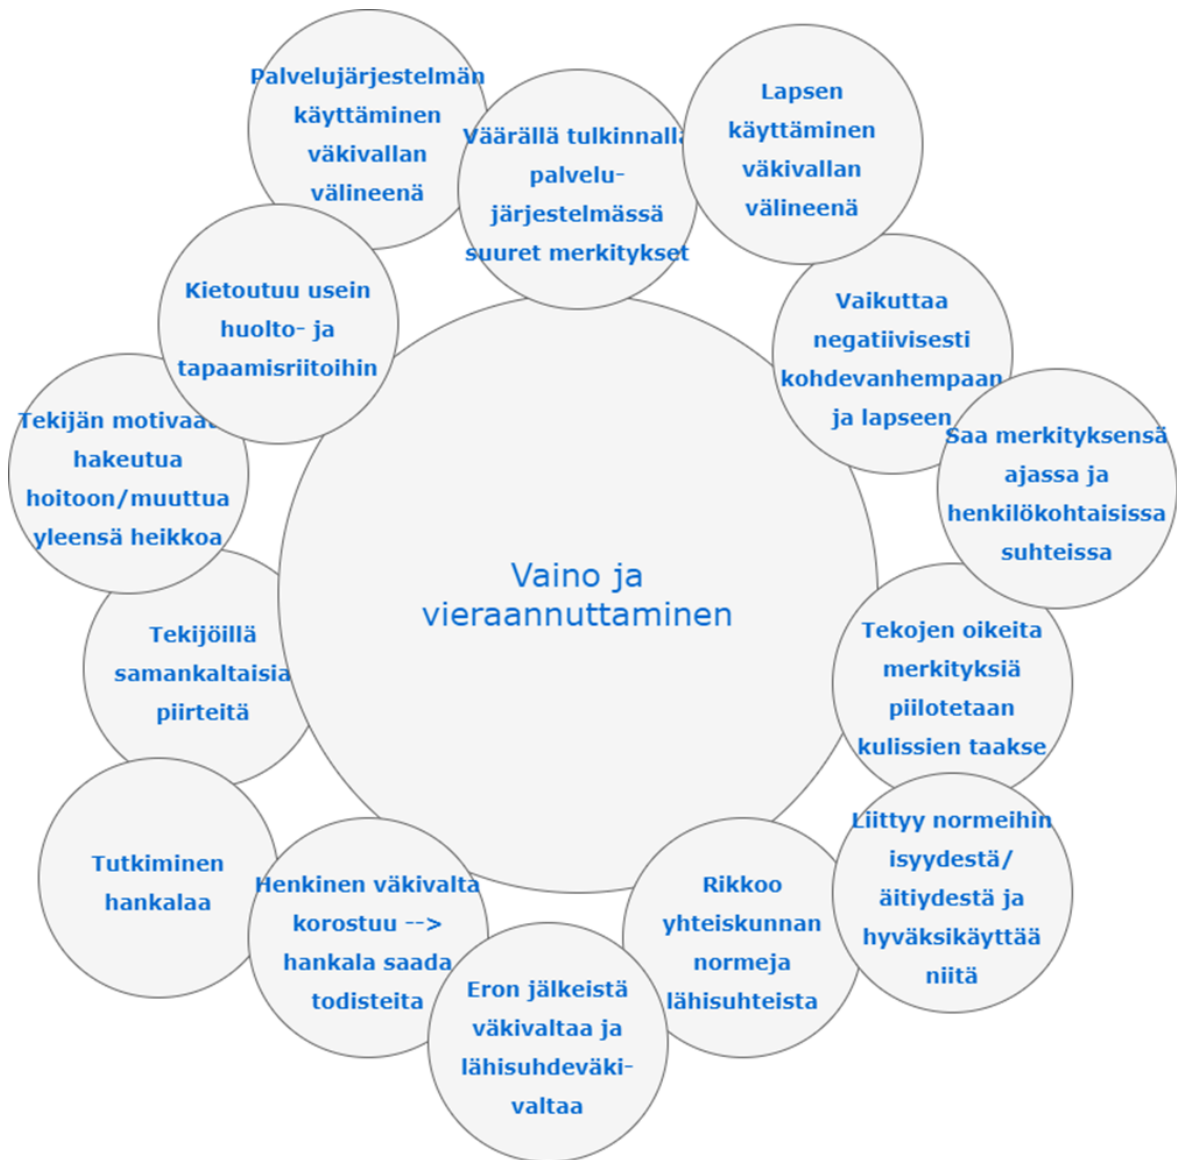 Palvelujärjestelmän
käyttäminen
väkivallan
välineenä
Väärällä tulkinnalla
palvelu-
järjestelmässä
suuret merkitykset
Lapsen
käyttäminen
väkivallan
välineenä
Vaikuttaa
negatiivisesti
kohdevanhempaan
ja lapseen
Saa merkityksensä
ajassa ja
henkilökohtaisissa
suhteissa
Tekojen oikeita
merkityksiä
piilotetaan
kulissien taakse
Liittyy normeihin
isyydestä/
äitiydestä ja
hyväksikäyttää
niitä
Rikkoo
yhteiskunnan
normeja
lähisuhteista
Eron jälkeistä
väkivaltaa ja
lähisuhdeväki-
valtaa
Henkinen väkivalta
korostuu -->
hankala saada
todisteita
Tutkiminen
hankalaa
Tekijöillä
samankaltaisia
piirteitä
Tekijän
hakeutua
hoitoon/muuttua
yleensä heikkoa
Kietoutuu usein
huolto- ja
tapaamisriitoihin
Vaino ja
vieraannuttaminen